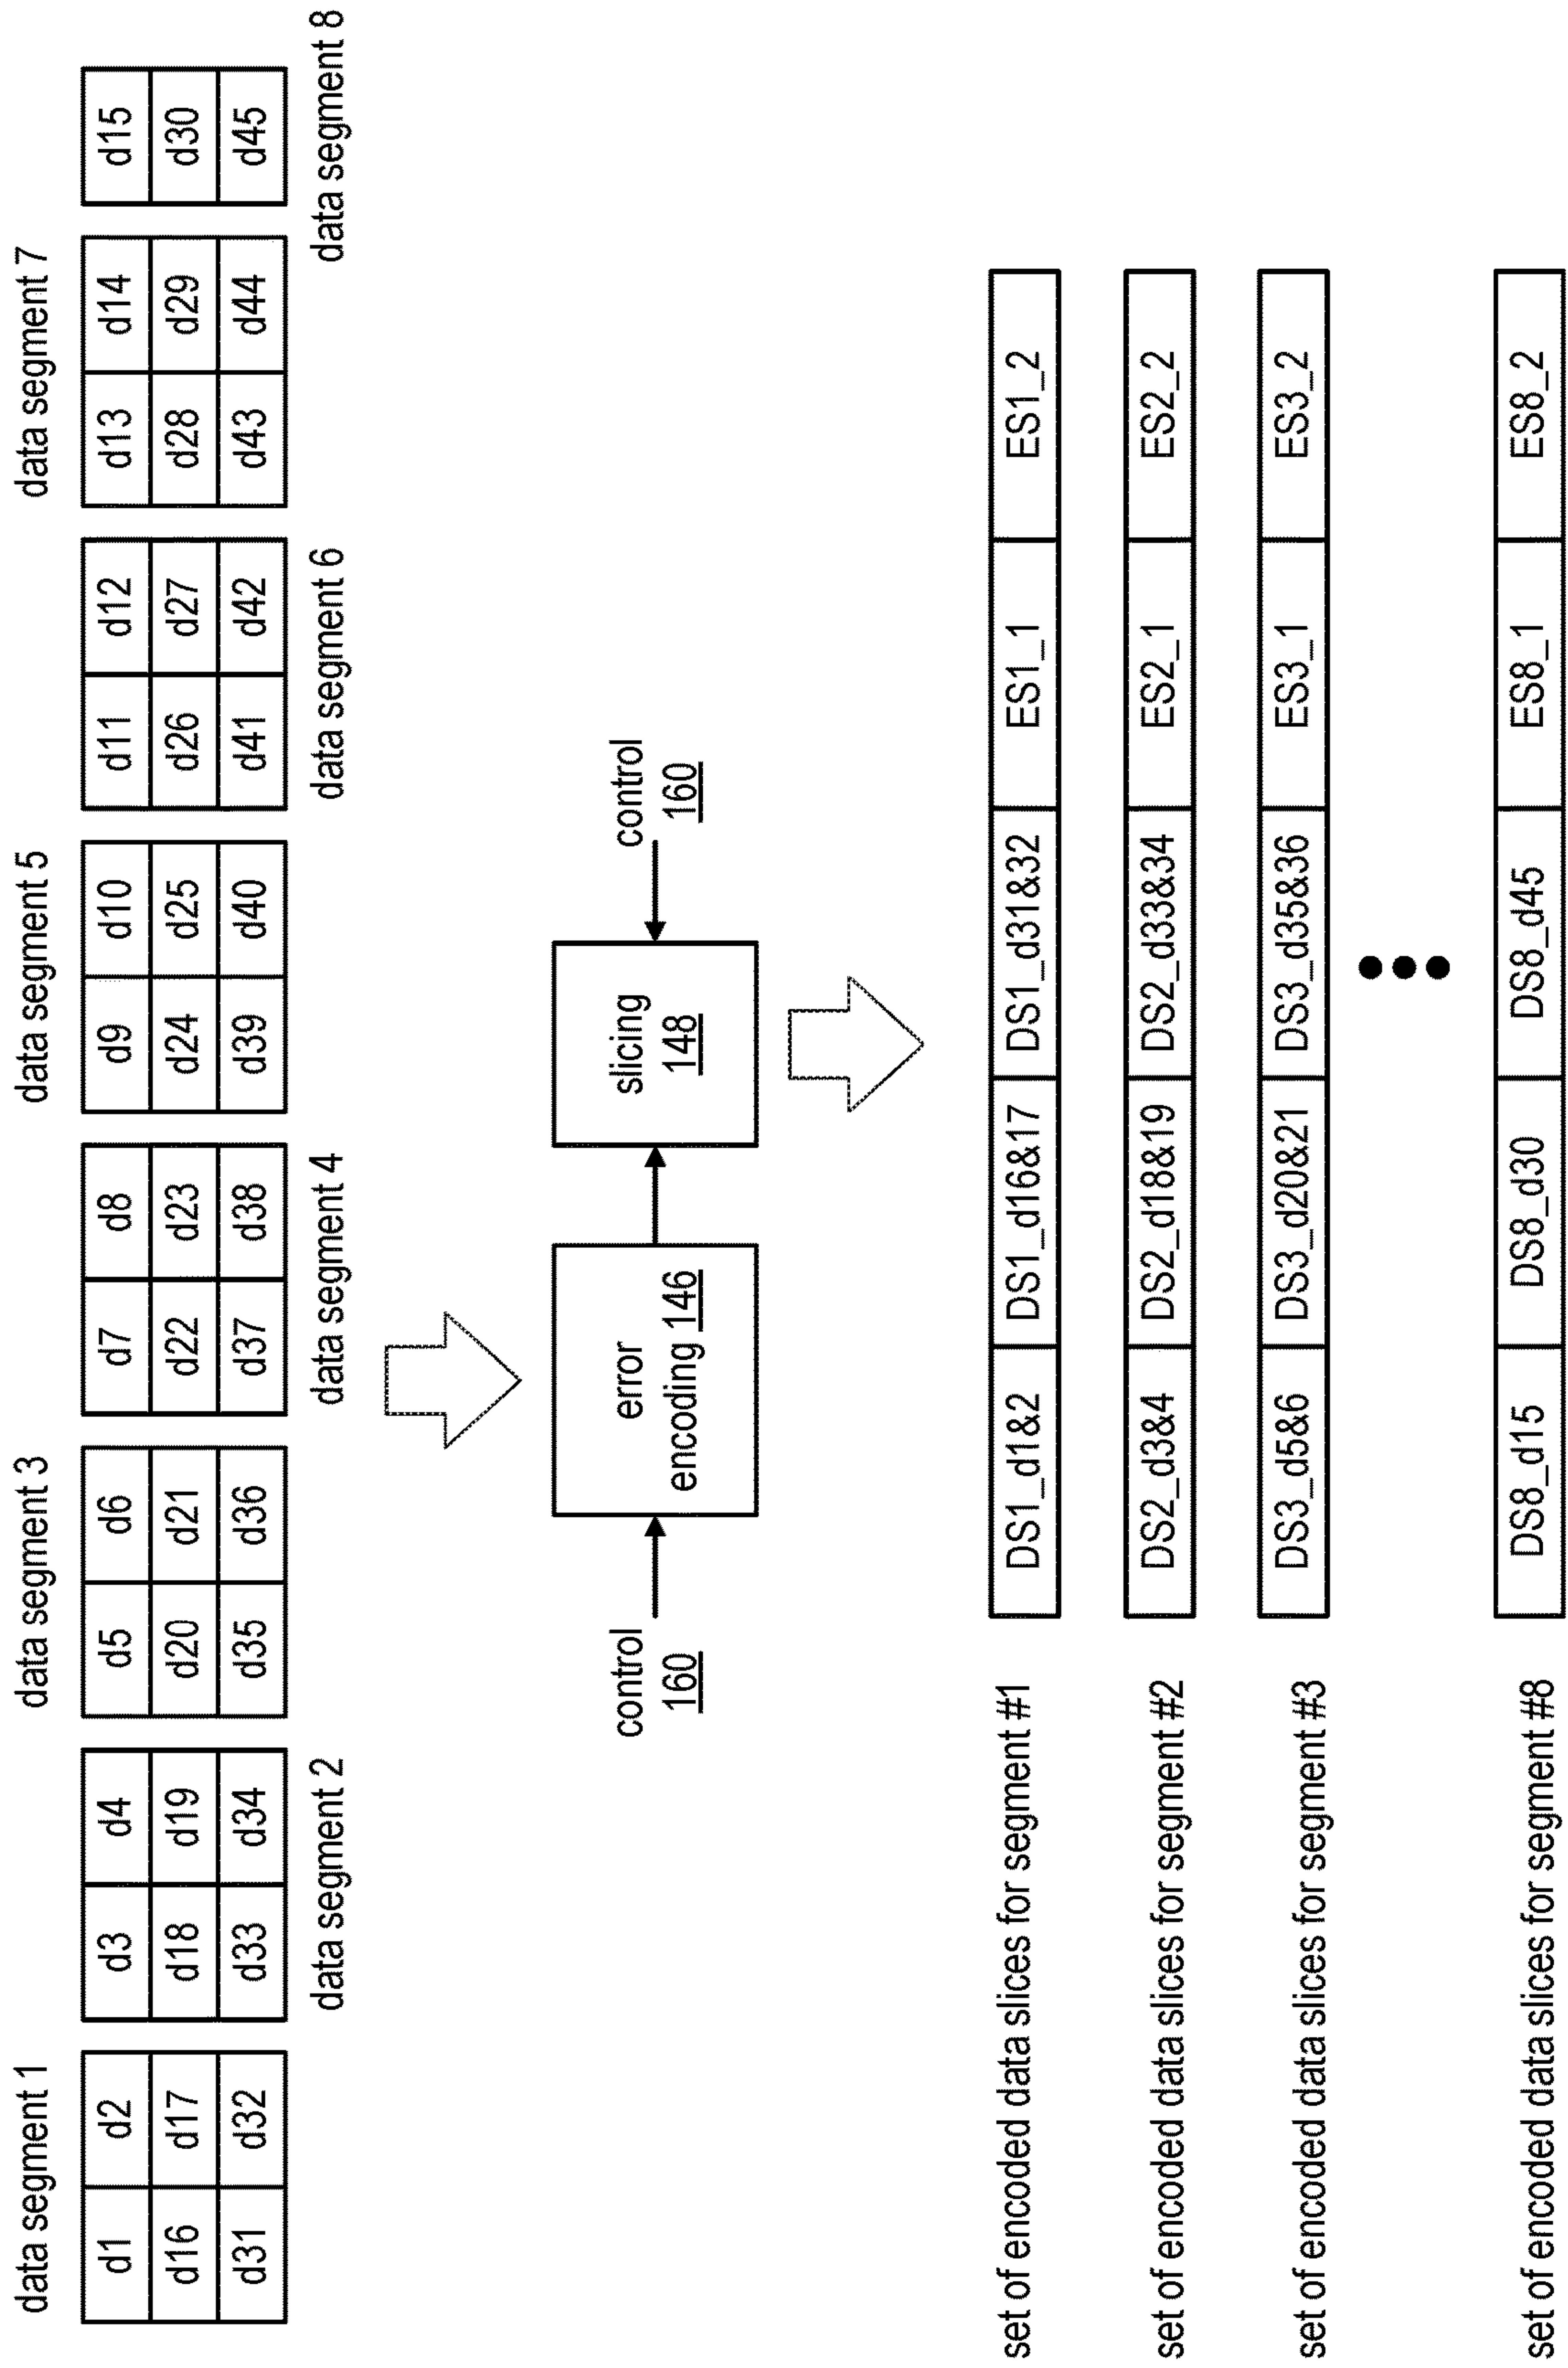 data segment 1
data segment 3
data segment 5
data segment 7
d1 d2 d3 d4 d5 d6 d7 d8 d9 d10 d11 d12 d13 d14 d15
d16 d17 d18 d19 d20 d21 d22 d23 d24 d25 d26 d27 d28 d29 d30
d31 d32 d33 d34 d35 d36 d37 d38 d39 d40 d41 d42 d43 d44 d45
data segment 2
data segment 4
data segment 6
data segment 8
control
160
error
encoding 146
slicing
148
control
160
set of encoded data slices for segment #1 DS1_d1&2 DS1_d16&17 DS1_d31&32 ES1_1 ES1_2
set of encoded data slices for segment #2 DS2_d3&4 DS2_d18&19 DS2_d33&34 ES2_1 ES2_2
set of encoded data slices for segment #3 DS3_d5&6 DS3_d20&21 DS3_d35&36 ES3_1 ES3_2
set of encoded data slices for segment #8 DS8_d15 DS8_d30 DS8_d45 ES8_1 ES8_2